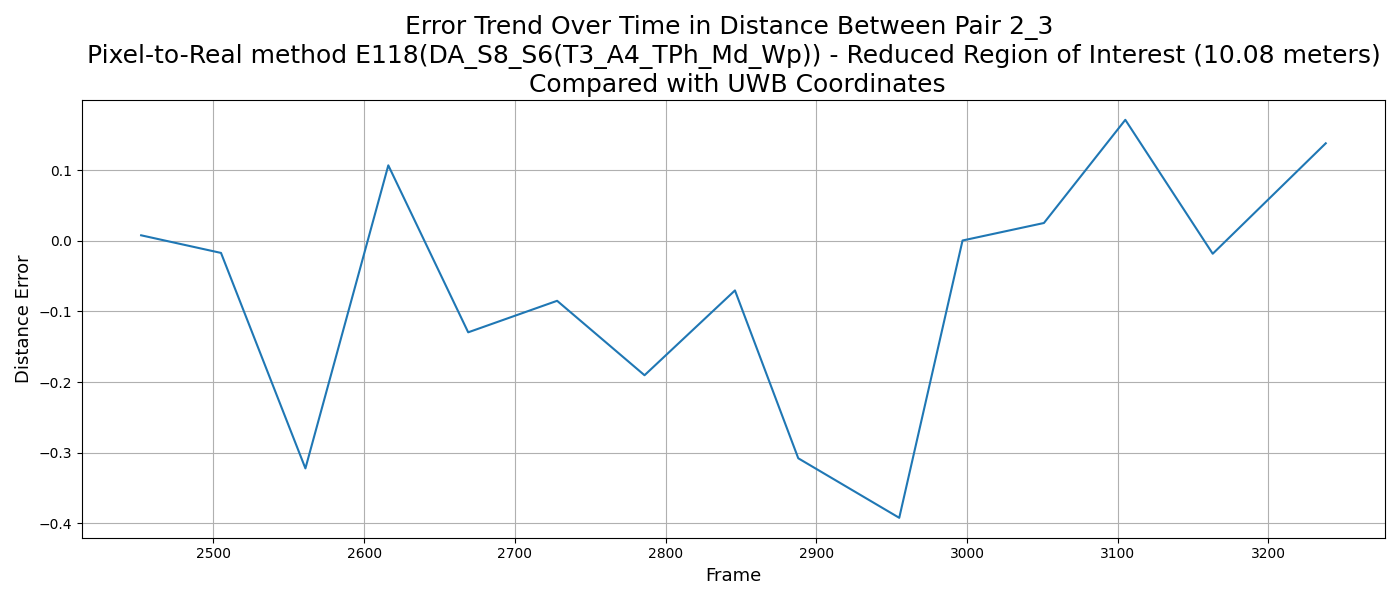 Error Trend Over Time in Distance Between Pair 2_3
Pixel-to-Real method E118(DA_S8_S6(T3_A4_TPh_Md_Wp)) - Reduced Region of Interest (10.08 meters)
Compared with UWB Coordinates
Distance Error
0.1
0.0
−0.1
−0.2
−0.3
−0.4
2500 2600 2700 2800 2900 3000 3100 3200
Frame